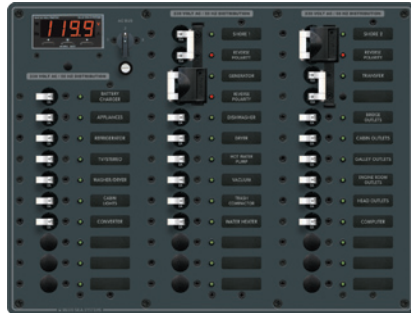 119.9
SHORE 1
REVERSE
POLARITY
GENERATOR
REVERSE
POLARITY
SHORE 2
REVERSE
POLARITY
TRANSFER
BATTERY
CHARGER
APPLIANCES
REFRIGERATOR
TV/STEREO
WASHER/DRYER
CABIN
LIGHTS
CONVERTER
DISHWASHER
DRYER
HOT WATER
PUMP
VACUUM
TRASH
COMPACTOR
WATER HEATER
BRIDGE
OUTLETS
CABIN OUTLETS
GALLEY OUTLETS
ENGINE ROOM
OUTLETS
HEAD OUTLETS
COMPUTER